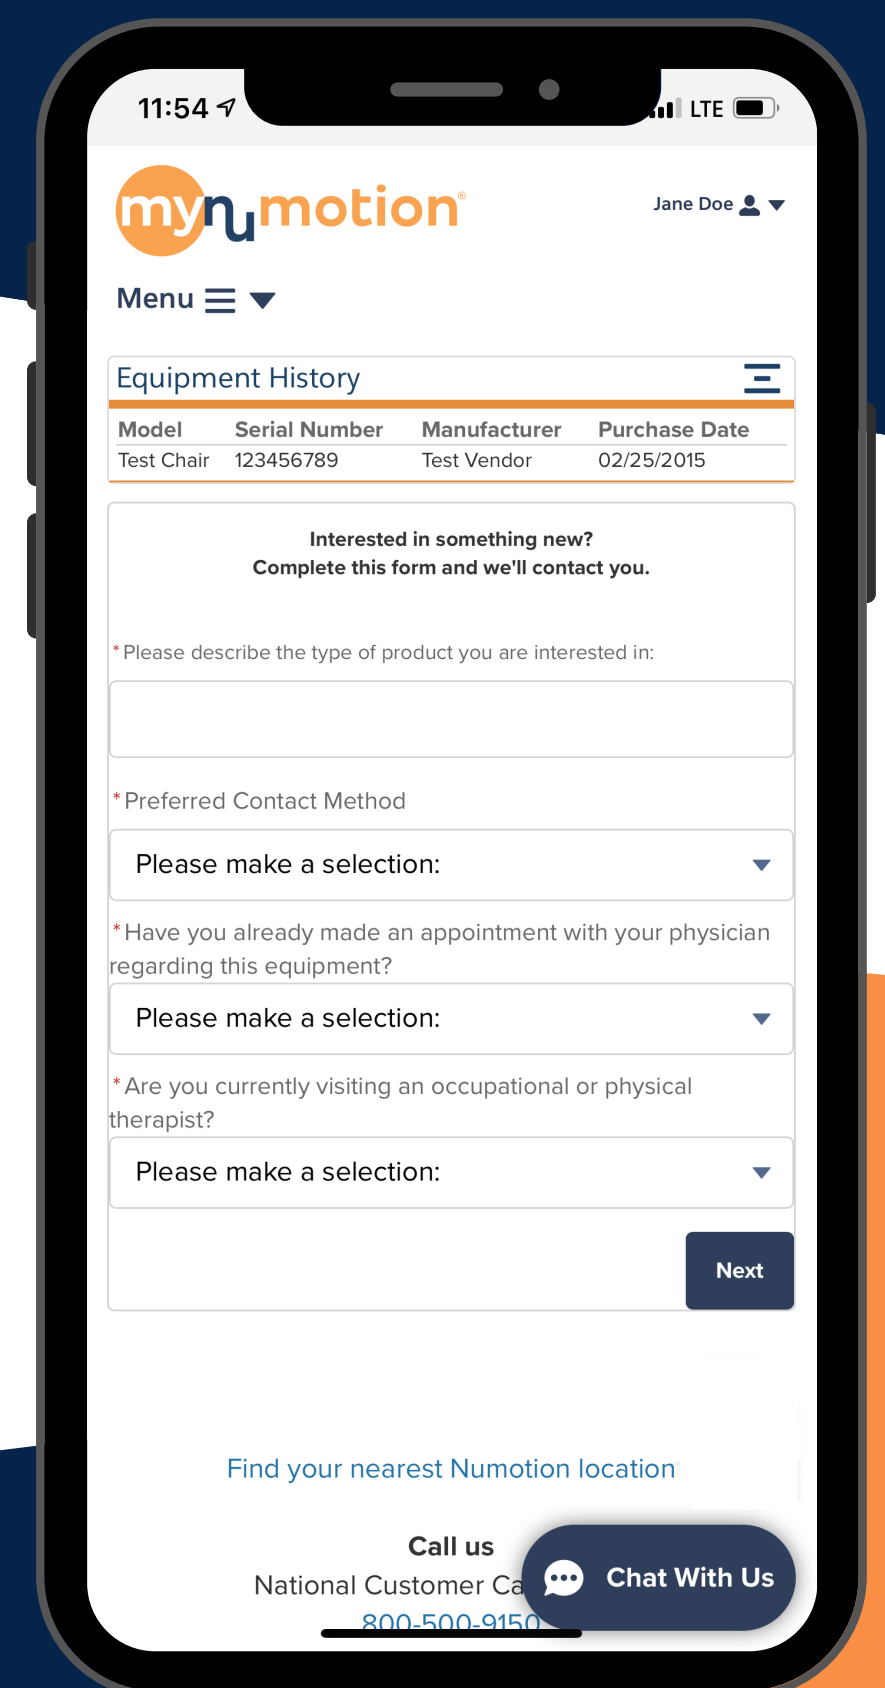 11:54 LTE
mynumotion®
Jane Doe
Menu
Equipment History
Model Serial Number Manufacturer Purchase Date
Test Chair 123456789 Test Vendor 02/25/2015
Interested in something new?
Complete this form and we'll contact you.
*Please describe the type of product you are interested in:
*Preferred Contact Method
Please make a selection:
*Have you already made an appointment with your physician
regarding this equipment?
Please make a selection:
*Are you currently visiting an occupational or physical
therapist?
Please make a selection:
Next
Find your nearest Numotion location
Call us
National Customer
Chat With Us
800-500-9150